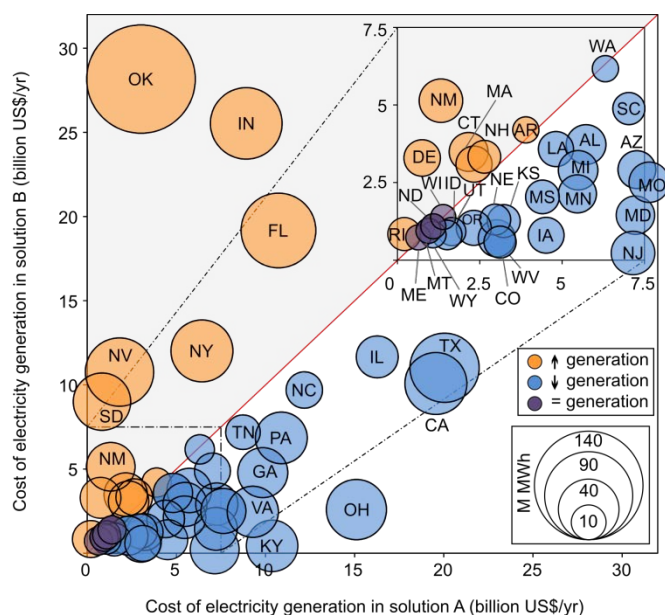 Cost of electricity generation in solution B (billion US$/yr)
30
25
20
15
10
5
0
5
10
15
20
25
30
Cost of electricity generation in solution A (billion US$/yr)
OK
IN
FL
NV
NY
SD
NM
IL
TX
NC
CA
TN
PA
GA
VA
OH
KY
7.5
5
2.5
2.5
5
7.5
WA
MA
NM
SC
CT
NH
AR
AZ
LA
AL
DE
MI
WI
ID
UT
NE
KS
MO
ND
MS
MN
OR
MD
RI
IA
NJ
ME
MT
WY
CO
WV
↑ generation
↓ generation
= generation
M MWh
140
90
40
10